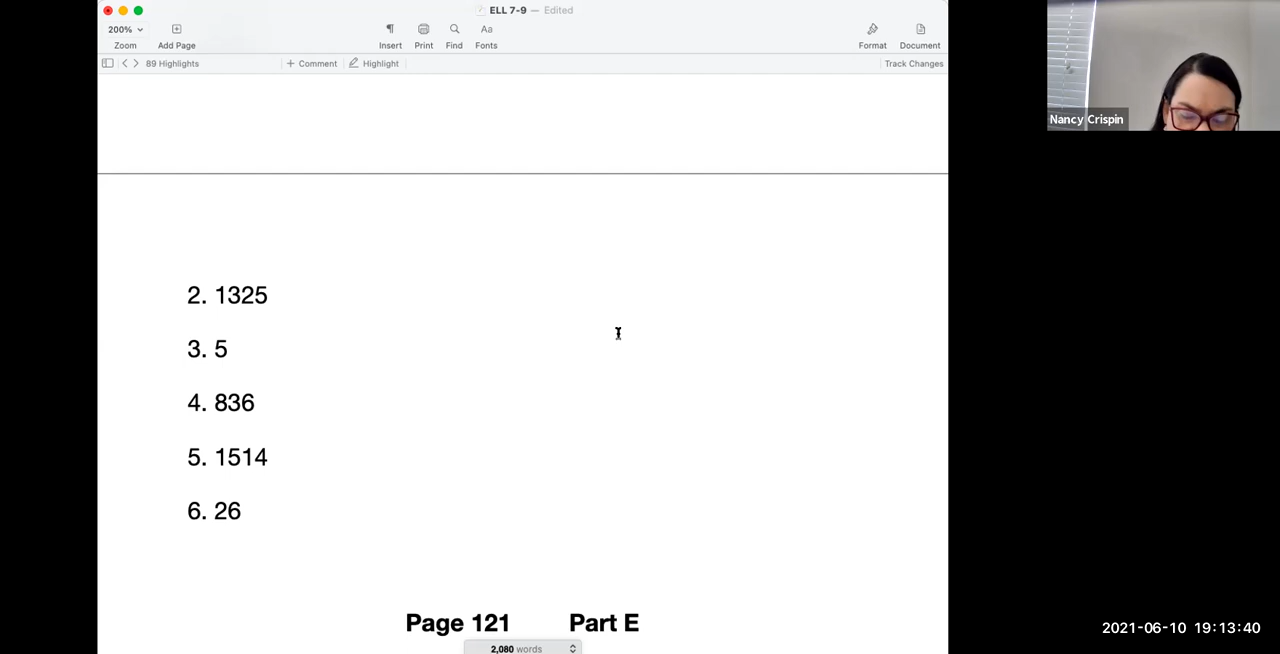 ELL 7-9 — Edited
200%
Zoom
Add Page
Insert
Print
Find
Aa
Fonts
Format
Document
89 Highlights
+ Comment
Highlight
Track Changes
Nancy Crispin
2. 1325
3. 5
4. 836
5. 1514
6. 26
Page 121 Part E
2,080 words
2021-06-10 19:13:40